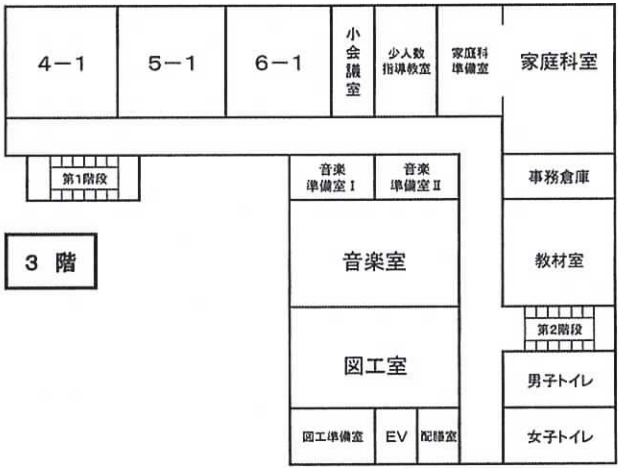 4－1
5－1
6－1
小会議室
少人数
指導教室
家庭科
準備室
家庭科室
第1階段
音楽
準備室Ⅰ
音楽
準備室Ⅱ
事務倉庫
3 階
音楽室
教材室
第2階段
図工室
男子トイレ
図工準備室
EV
配膳室
女子トイレ